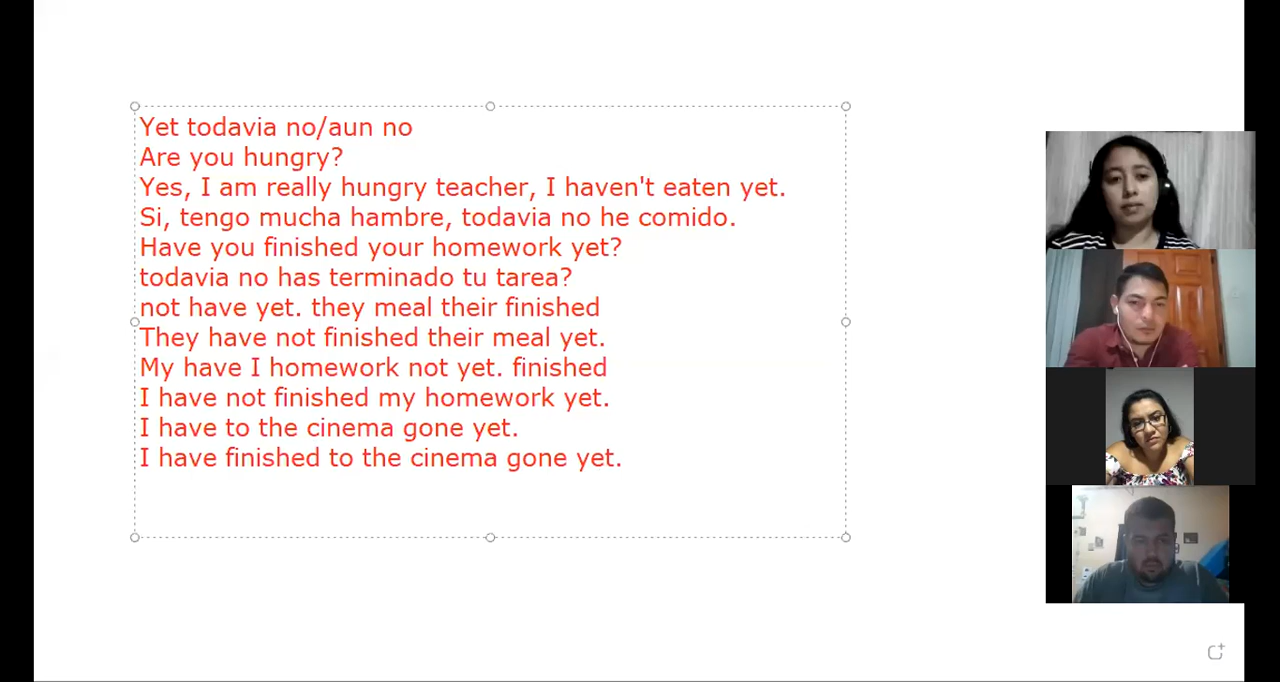 Yet todavia no/aun no
Are you hungry?
Yes, I am really hungry teacher, I haven't eaten yet.
Si, tengo mucha hambre, todavia no he comido.
Have you finished your homework yet?
todavia no has terminado tu tarea?
not have yet. they meal their finished
They have not finished their meal yet.
My have I homework not yet. finished
I have not finished my homework yet.
I have to the cinema gone yet.
I have finished to the cinema gone yet.